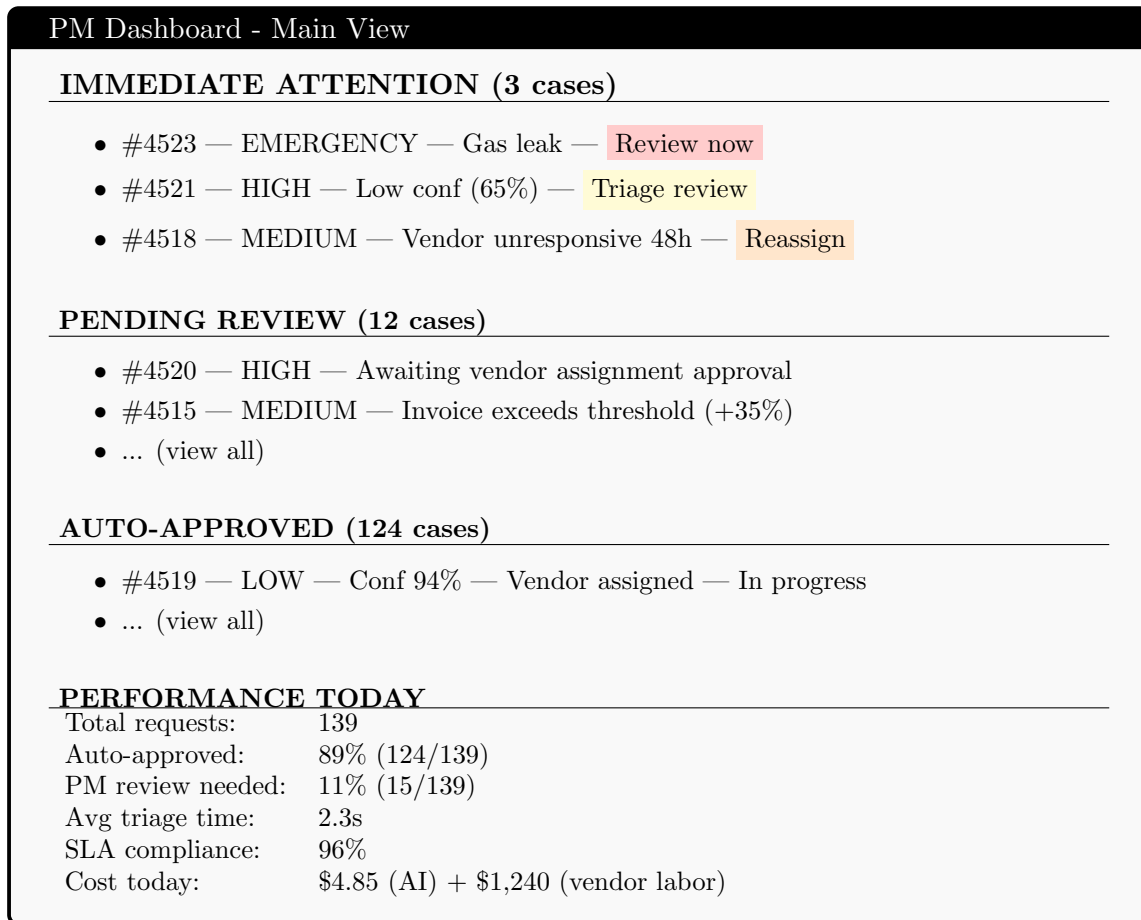 PM Dashboard - Main View
IMMEDIATE ATTENTION (3 cases)
• #4523 — EMERGENCY — Gas leak — Review now
• #4521 — HIGH — Low conf (65%) — Triage review
• #4518 — MEDIUM — Vendor unresponsive 48h — Reassign
PENDING REVIEW (12 cases)
• #4520 — HIGH — Awaiting vendor assignment approval
• #4515 — MEDIUM — Invoice exceeds threshold (+35%)
• ... (view all)
AUTO-APPROVED (124 cases)
• #4519 — LOW — Conf 94% — Vendor assigned — In progress
• ... (view all)
PERFORMANCE TODAY
Total requests: 139
Auto-approved: 89% (124/139)
PM review needed: 11% (15/139)
Avg triage time: 2.3s
SLA compliance: 96%
Cost today: $4.85 (AI) + $1,240 (vendor labor)